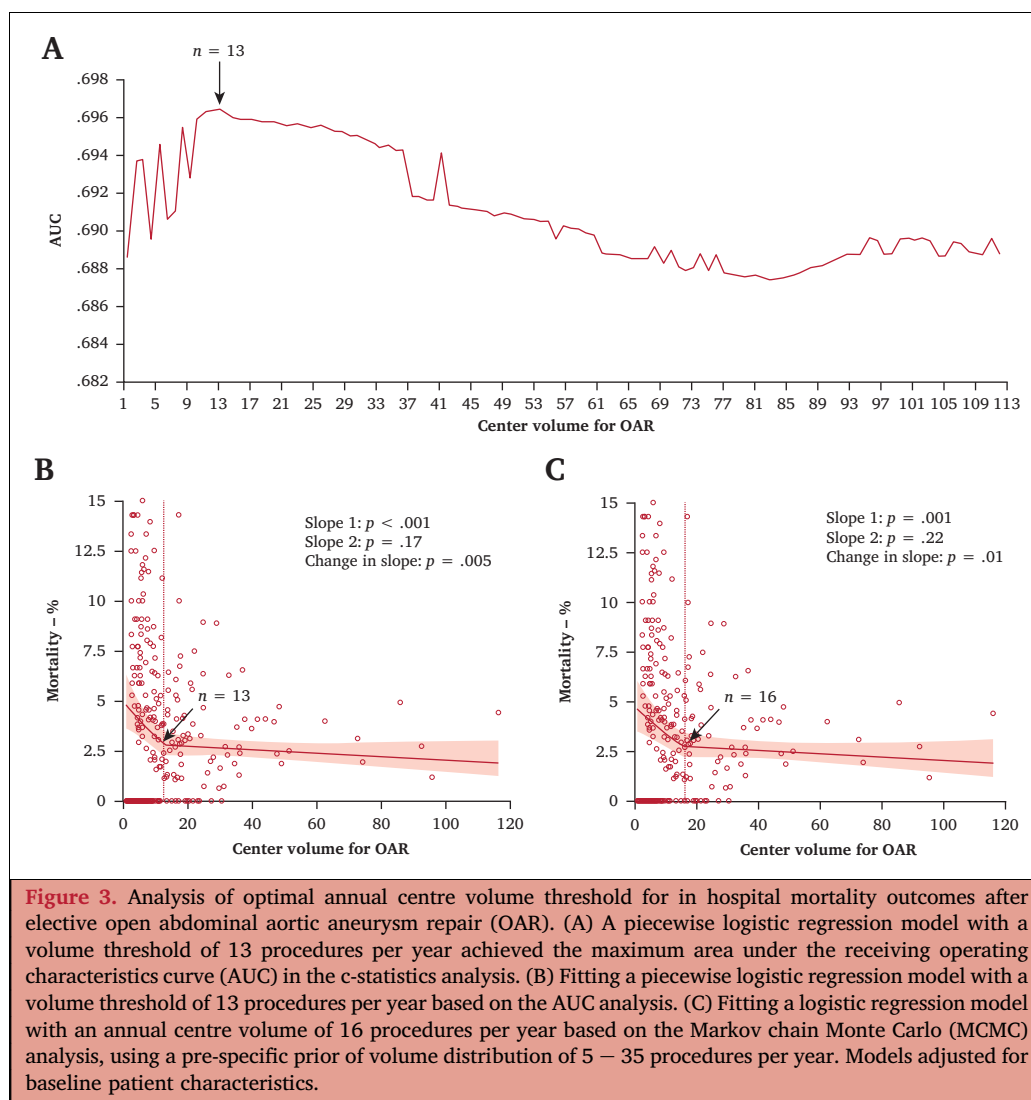 A
n = 13
.698
.696
.694
.692
.690
.688
.686
.684
.682
AUC
1 5 9 13 17 21 25 29 33 37 41 45 49 53 57 61 65 69 73 77 81 85 89 93 97 101 105 109 113
Center volume for OAR
B
15
12.5
10
7.5
5
2.5
0
Mortality – %
Slope 1: p < .001
Slope 2: p = .17
Change in slope: p = .005
n = 13
0 20 40 60 80 100 120
Center volume for OAR
C
15
12.5
10
7.5
5
2.5
0
Mortality – %
Slope 1: p = .001
Slope 2: p = .22
Change in slope: p = .01
n = 16
0 20 40 60 80 100 120
Center volume for OAR
Figure 3. Analysis of optimal annual centre volume threshold for in hospital mortality outcomes after
elective open abdominal aortic aneurysm repair (OAR). (A) A piecewise logistic regression model with a
volume threshold of 13 procedures per year achieved the maximum area under the receiving operating
characteristics curve (AUC) in the c-statistics analysis. (B) Fitting a piecewise logistic regression model with a
volume threshold of 13 procedures per year based on the AUC analysis. (C) Fitting a logistic regression model
with an annual centre volume of 16 procedures per year based on the Markov chain Monte Carlo (MCMC)
analysis, using a pre-specific prior of volume distribution of 5 – 35 procedures per year. Models adjusted for
baseline patient characteristics.